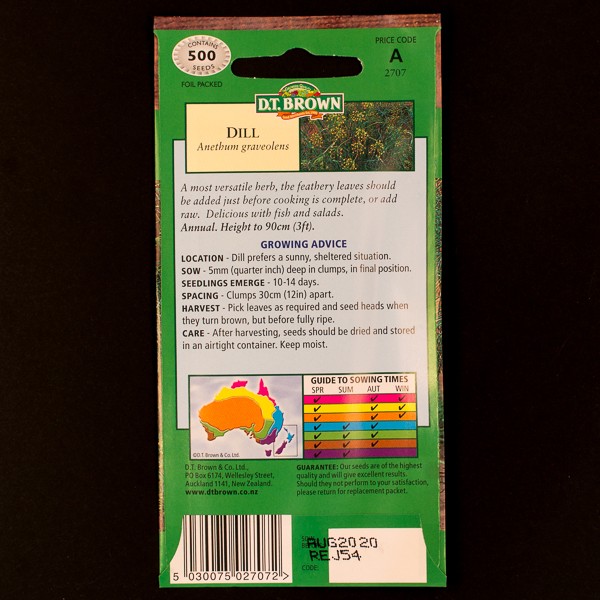 CONTAINS
500
SEEDS
FOIL PACKED
PRICE CODE
A
2707
D.T. BROWN
DILL
Anethum graveolens
A most versatile herb, the feathery leaves should
be added just before cooking is complete, or add
raw. Delicious with fish and salads.
Annual. Height to 90cm (3ft).
GROWING ADVICE
LOCATION - Dill prefers a sunny, sheltered situation.
SOW - 5mm (quarter inch) deep in clumps, in final position.
SEEDLINGS EMERGE - 10-14 days.
SPACING - Clumps 30cm (12in) apart.
HARVEST - Pick leaves as required and seed heads when
they turn brown, but before fully ripe.
CARE - After harvesting, seeds should be dried and stored
in an airtight container. Keep moist.
GUIDE TO SOWING TIMES
SPR SUM AUT WIN
©D.T. Brown & Co. Ltd.
D.T. Brown & Co. Ltd.,
PO Box 6174, Wellesley Street,
Auckland 1141, New Zealand.
www.dtbrown.co.nz
GUARANTEE: Our seeds are of the highest
quality and will give excellent results.
Should they not perform to your satisfaction,
please return for replacement packet.
AUG2020
REJ54
CODE:
5 030075 027072 >